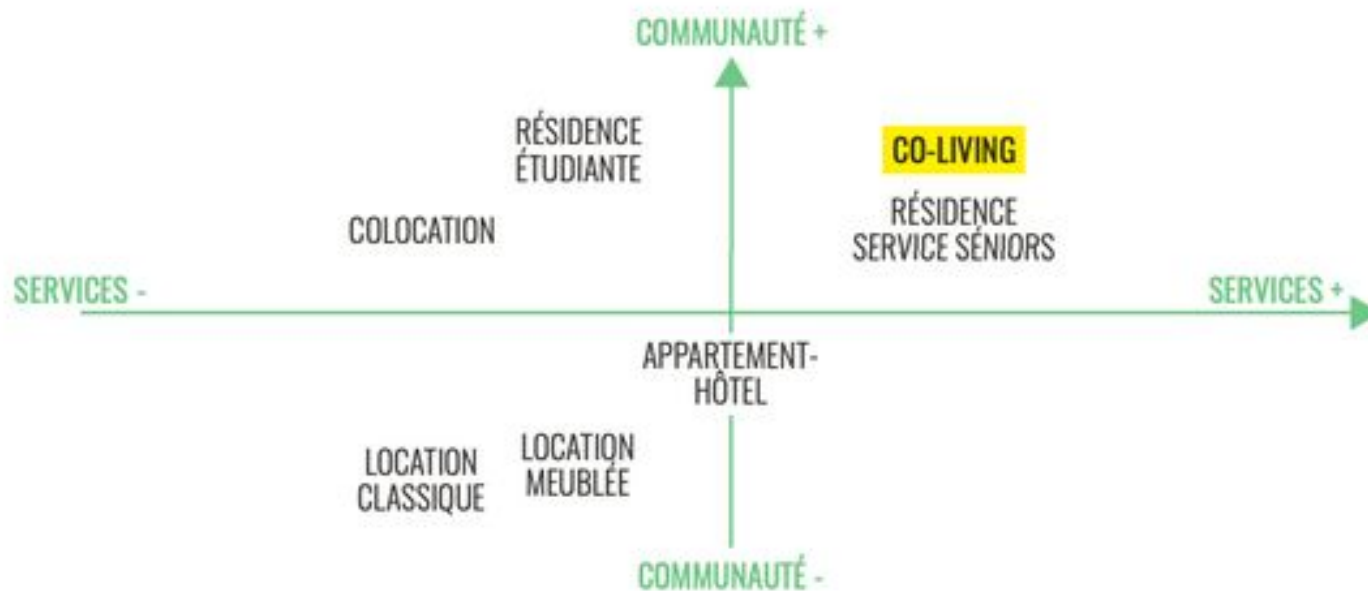 COMMUNAUTÉ +
RÉSIDENCE
ÉTUDIANTE
CO-LIVING
COLOCATION
RÉSIDENCE
SERVICE SÉNIORS
SERVICES -
SERVICES +
APPARTEMENT-
HÔTEL
LOCATION
CLASSIQUE
LOCATION
MEUBLÉE
COMMUNAUTÉ -